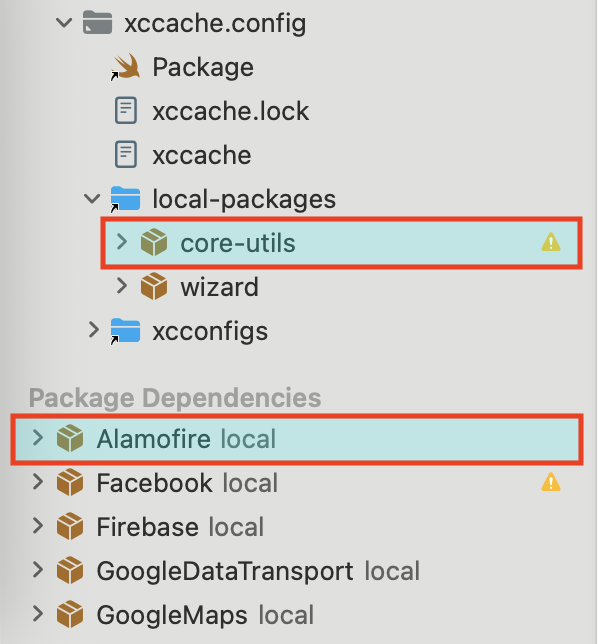 xccache.config
Package
xccache.lock
xccache
local-packages
core-utils
wizard
xcconfigs
Package Dependencies
Alamofire local
Facebook local
Firebase local
GoogleDataTransport local
GoogleMaps local